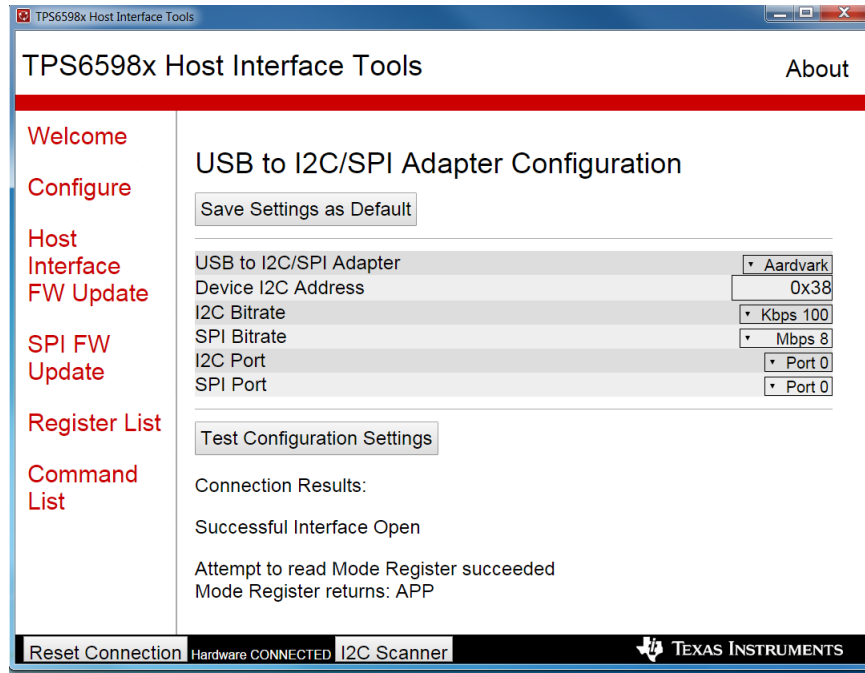 TPS6598x Host Interface Tools
TPS6598x Host Interface Tools
About
Welcome
Configure
Host
Interface
FW Update
SPI FW
Update
Register List
Command
List
USB to I2C/SPI Adapter Configuration
Save Settings as Default
USB to I2C/SPI Adapter Aardvark
Device I2C Address 0x38
I2C Bitrate Kbps 100
SPI Bitrate Mbps 8
I2C Port Port 0
SPI Port Port 0
Test Configuration Settings
Connection Results:
Successful Interface Open
Attempt to read Mode Register succeeded
Mode Register returns: APP
Reset Connection Hardware CONNECTED I2C Scanner TEXAS INSTRUMENTS